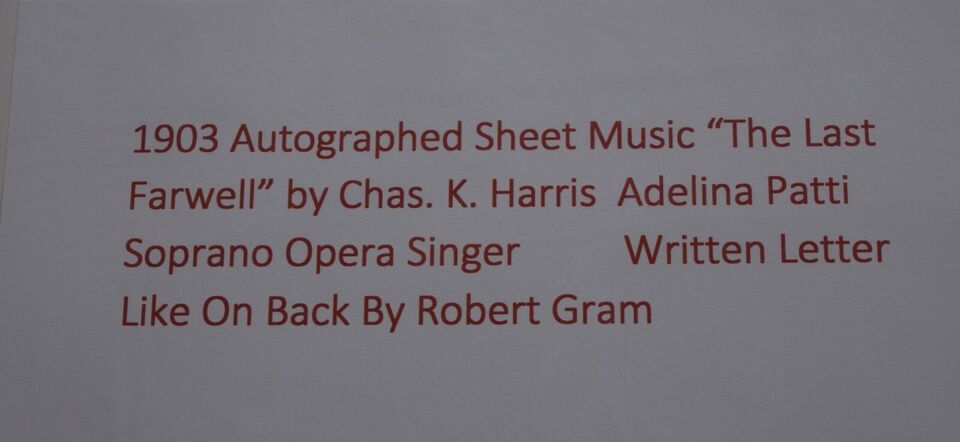 1903 Autographed Sheet Music “The Last
Farwell” by Chas. K. Harris Adelina Patti
Soprano Opera Singer Written Letter
Like On Back By Robert Gram